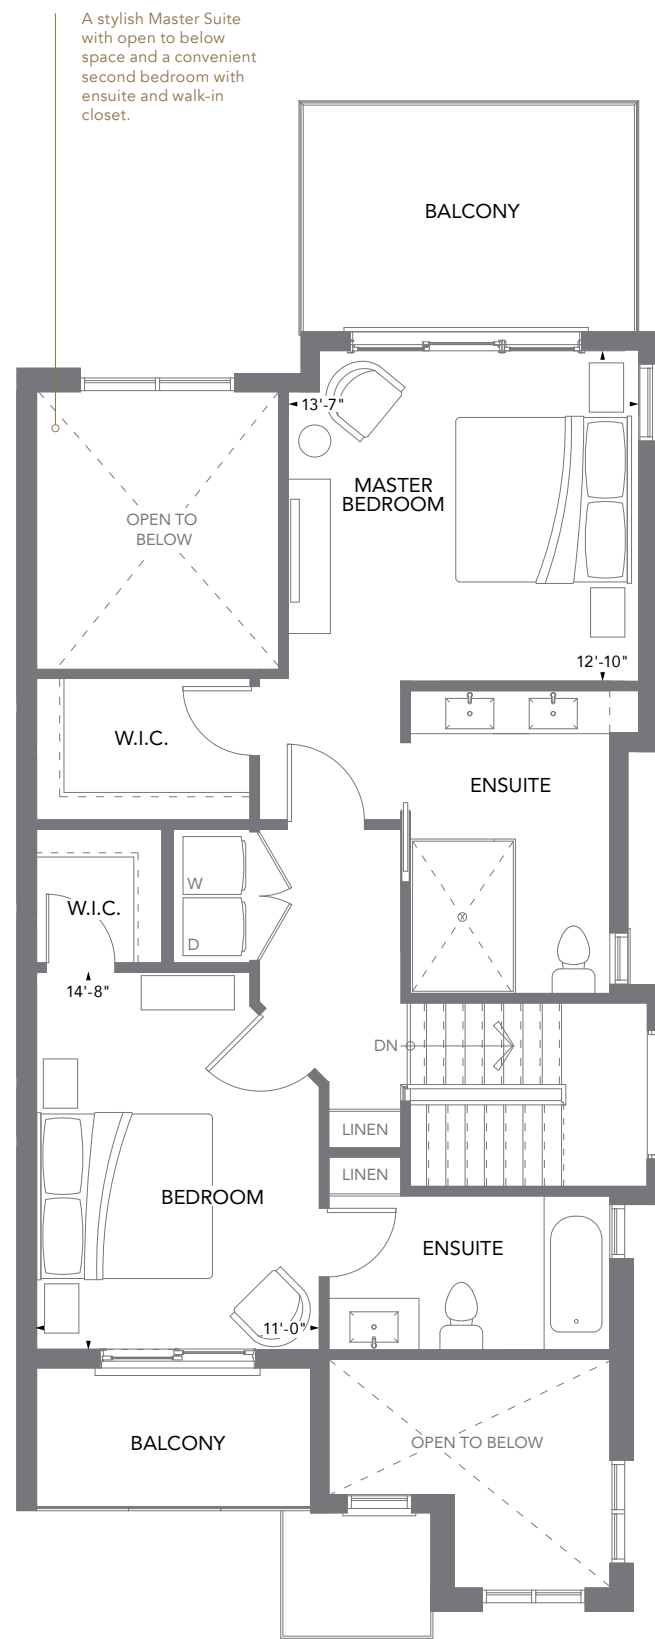 A stylish Master Suite
with open to below
space and a convenient
second bedroom with
ensuite and walk-in
closet.
BALCONY
13'-7"
MASTER
BEDROOM
OPEN TO
BELOW
12'-10"
W.I.C.
ENSUITE
W
W.I.C.
D
14'-8"
DN
LINEN
LINEN
BEDROOM
ENSUITE
11'-0"
BALCONY
OPEN TO BELOW